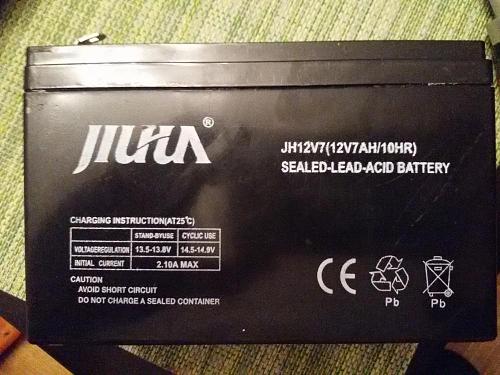 JIUHUA®
JH12V7(12V7AH/10HR)
SEALED-LEAD-ACID BATTERY
CHARGING INSTRUCTION(AT25℃)
STAND-BYUSE CYCLIC USE
VOLTAGEREGULATION 13.5-13.8V 14.5-14.9V
INITIAL CURRENT 2.10A MAX
CAUTION
AVOID SHORT CIRCUIT
DO NOT CHARGE A SEALED CONTAINER
CE
Pb Pb